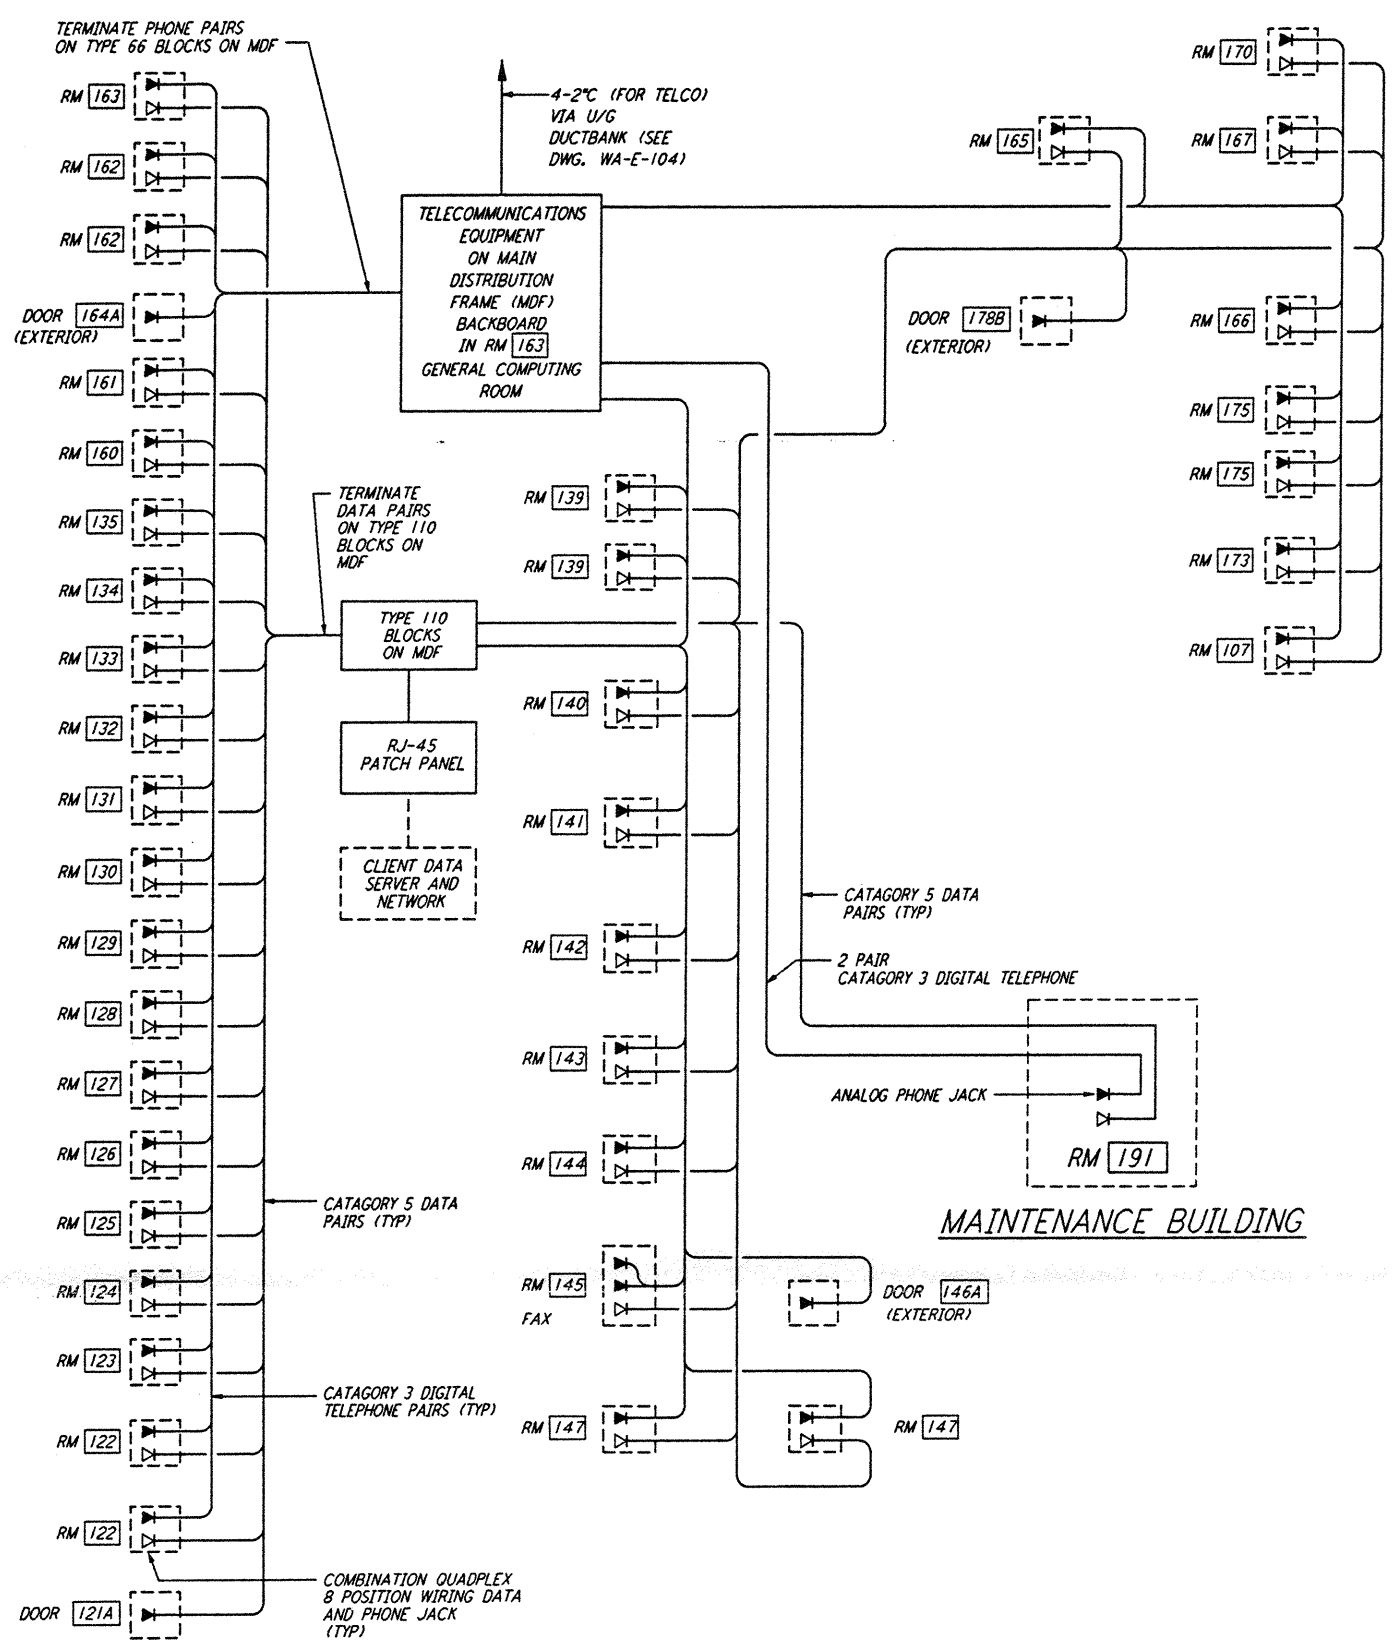 TERMINATE PHONE PAIRS
ON TYPE 66 BLOCKS ON MDF
RM 163
RM 162
RM 162
DOOR 164A
(EXTERIOR)
RM 161
RM 160
RM 135
RM 134
RM 133
RM 132
RM 131
RM 130
RM 129
RM 128
RM 127
RM 126
RM 125
RM 124
RM 123
RM 122
RM 122
DOOR 121A
4-2"C (FOR TELCO)
VIA U/G
DUCTBANK (SEE
DWG. WA-E-104)
TELECOMMUNICATIONS
EQUIPMENT
ON MAIN
DISTRIBUTION
FRAME (MDF)
BACKBOARD
IN RM 163
GENERAL COMPUTING
ROOM
TERMINATE
DATA PAIRS
ON TYPE 110
BLOCKS ON
MDF
TYPE 110
BLOCKS
ON MDF
RJ-45
PATCH PANEL
CLIENT DATA
SERVER AND
NETWORK
CATAGORY 5 DATA
PAIRS (TYP)
CATAGORY 3 DIGITAL
TELEPHONE PAIRS (TYP)
COMBINATION QUADPLEX
8 POSITION WIRING DATA
AND PHONE JACK
(TYP)
RM 139
RM 139
RM 140
RM 141
RM 142
RM 143
RM 144
RM 145
FAX
RM 147
DOOR 146A
(EXTERIOR)
RM 147
RM 165
DOOR 178B
(EXTERIOR)
RM 170
RM 167
RM 166
RM 175
RM 175
RM 173
RM 107
CATAGORY 5 DATA
PAIRS (TYP)
2 PAIR
CATAGORY 3 DIGITAL TELEPHONE
ANALOG PHONE JACK
RM 191
MAINTENANCE BUILDING